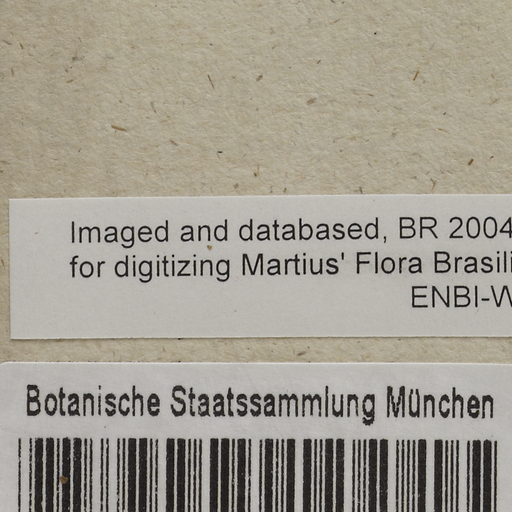 Imaged and databased, BR 2004
for digitizing Martius' Flora Brasili
ENBI-W
Botanische Staatssammlung München